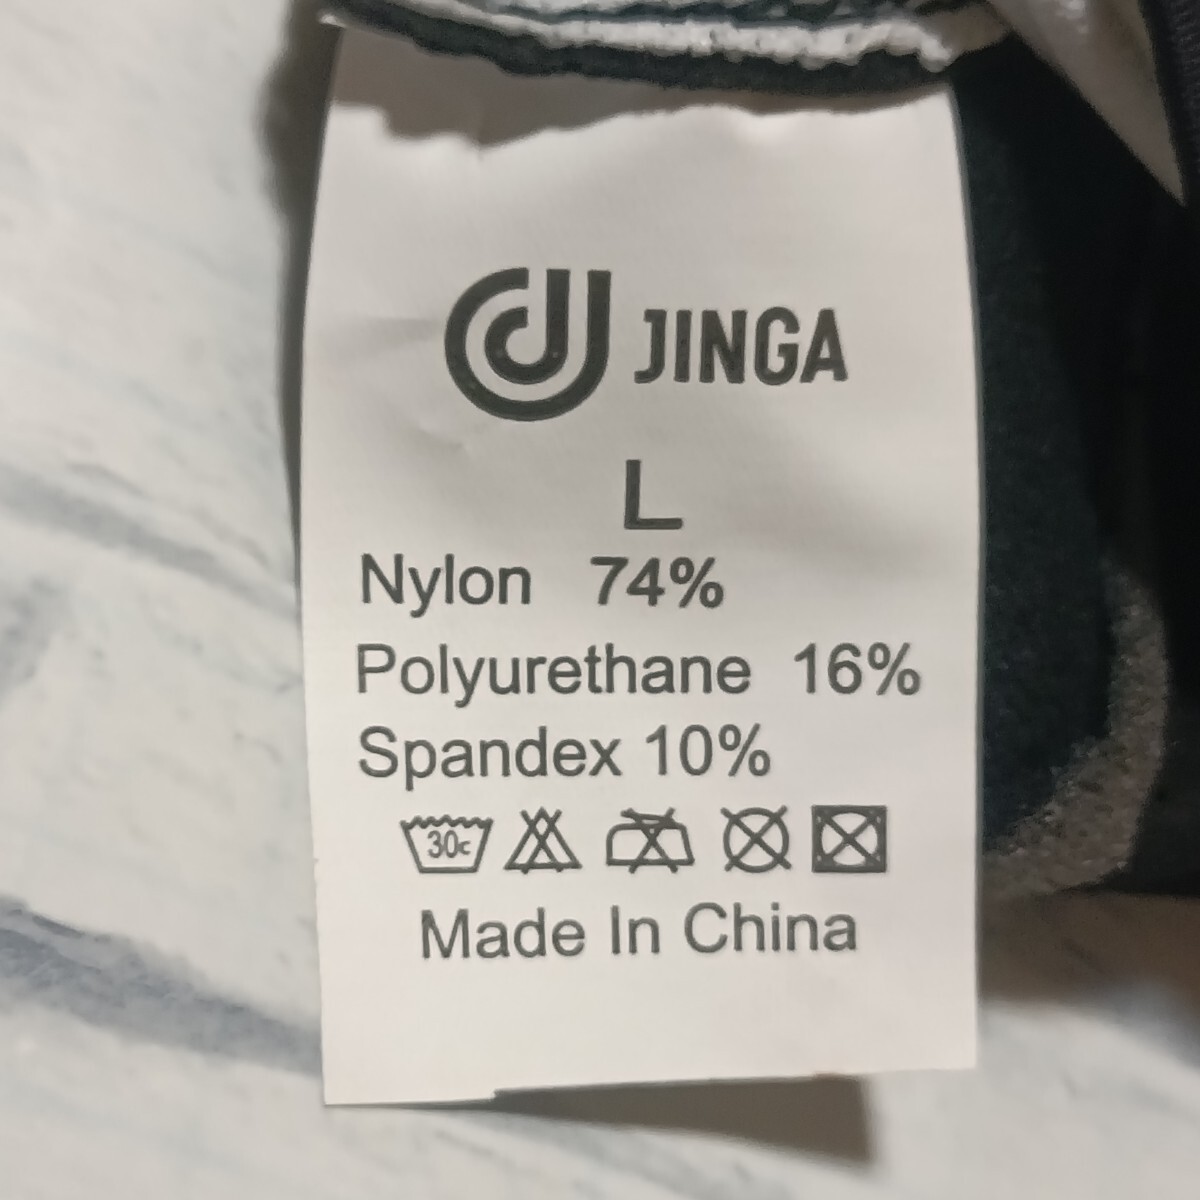 JINGA
L
Nylon 74%
Polyurethane 16%
Spandex 10%
30c
Made In China